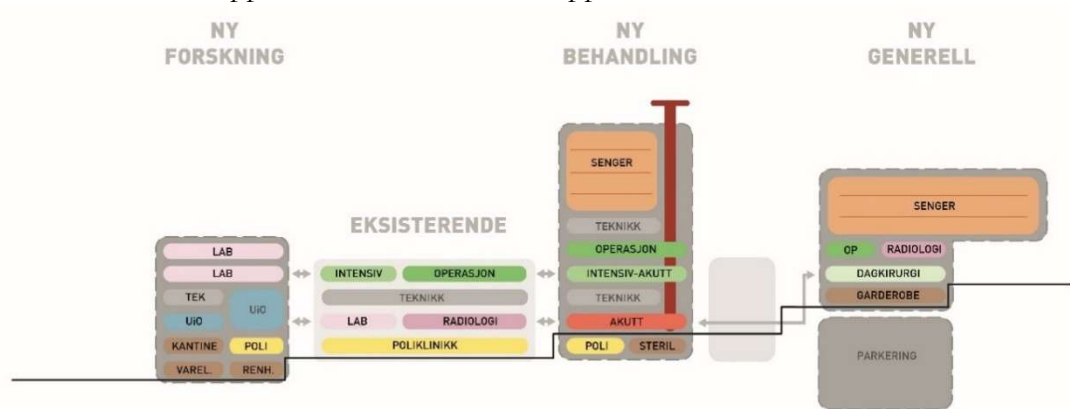 NY
FORSKNING
NY
BEHANDLING
NY
GENERELL
EKSISTERENDE
LAB
LAB
TEK
UiO
UiO
KANTINE
POLI
VAREL.
RENH.
INTENSIV
OPERASJON
TEKNIKK
LAB
RADIOLOGI
POLIKLINIKK
SENGER
TEKNIKK
OPERASJON
INTENSIV-AKUTT
TEKNIKK
AKUTT
POLI
STERIL
SENGER
OP
RADIOLOGI
DAGKIRURGI
GARDEROBE
PARKERING